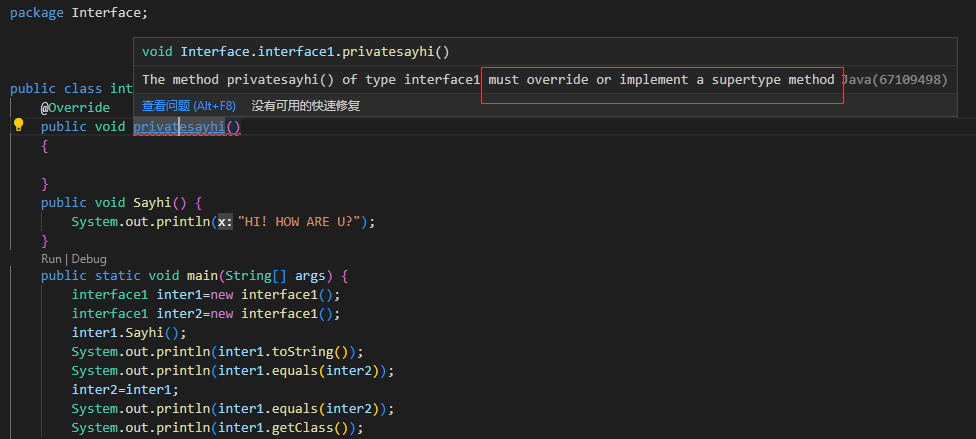 package Interface;
void Interface.interface1.privatesayhi()
The method privatesayhi() of type interface1 must override or implement a supertype method Java(67109498)
public class int
@Override
查看问题 (Alt+F8) 没有可用的快速修复
public void privatesayhi()
{
}
public void Sayhi() {
System.out.println(x: "HI! HOW ARE U?");
}
Run | Debug
public static void main(String[] args) {
interface1 inter1=new interface1();
interface1 inter2=new interface1();
inter1.Sayhi();
System.out.println(inter1.toString());
System.out.println(inter1.equals(inter2));
inter2=inter1;
System.out.println(inter1.equals(inter2));
System.out.println(inter1.getClass());